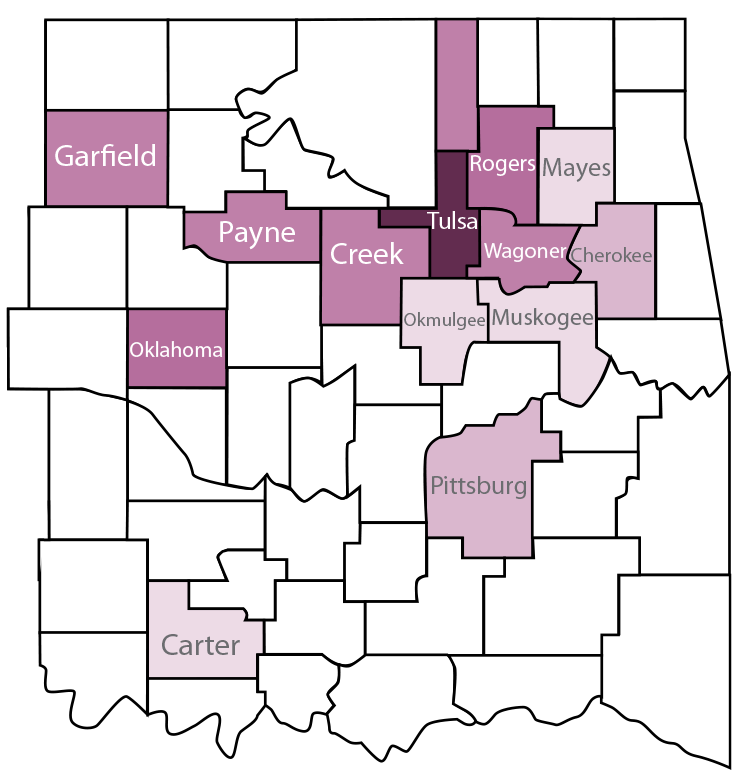 Garfield
Rogers
Mayes
Tulsa
Payne
Creek
Wagoner
Cherokee
Okmulgee
Muskogee
Oklahoma
Pittsburg
Carter